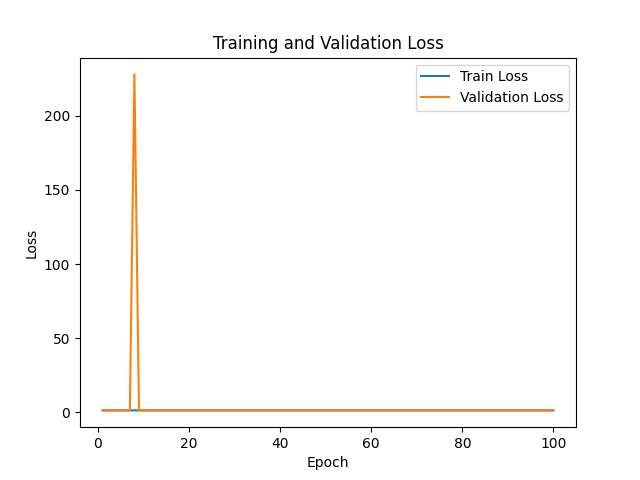 Training and Validation Loss
Train Loss
Validation Loss
200
150
100
50
0
Loss
0 20 40 60 80 100
Epoch